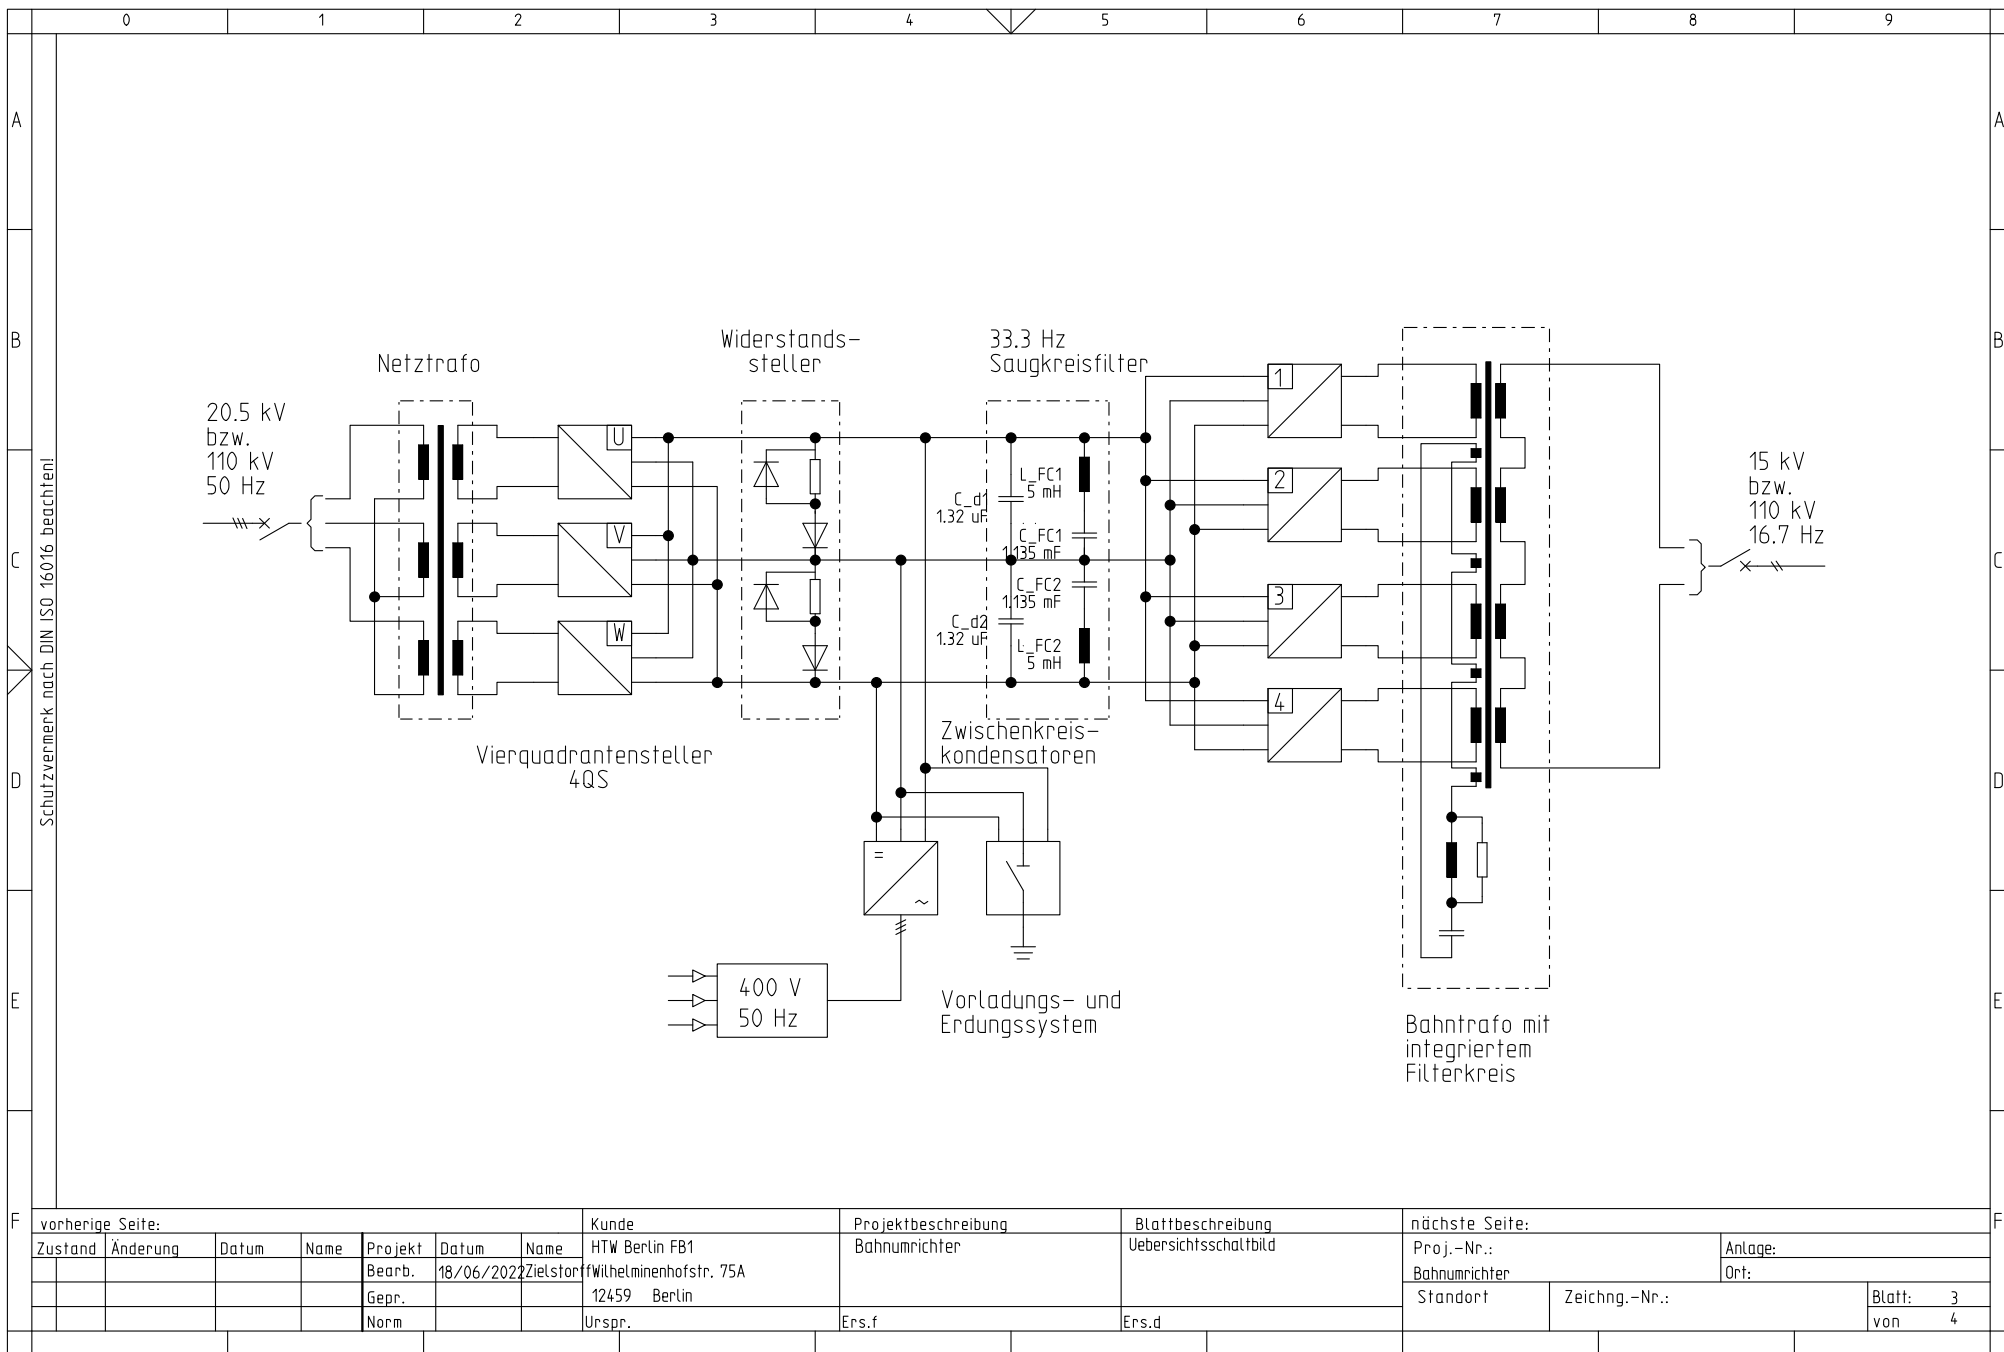 0 1 2 3 4 5 6 7 8 9
A A
B B
C C
D D
E E
F F
Schutzvermerk nach DIN ISO 16016 beachten!
20.5 kV
bzw.
110 kV
50 Hz
Netztrafo
U
V
W
Vierquadrantensteller
4QS
Widerstands-
steller
33.3 Hz
Saugkreisfilter
L_FC1
5 mH
C_d1
1.32 uF
C_FC1
1.135 mF
C_FC2
1.135 mF
C_d2
1.32 uF
L_FC2
5 mH
Zwischenkreis-
kondensatoren
=
~
400 V
50 Hz
Vorladungs- und
Erdungssystem
1
2
3
4
Bahntrafo mit
integriertem
Filterkreis
15 kV
bzw.
110 kV
16.7 Hz
vorherige Seite:
Zustand Änderung Datum Name Projekt Datum Name
Bearb. 18/06/2022 Zielstorff
Gepr.
Norm
Kunde
HTW Berlin FB1
Wilhelminenhofstr. 75A
12459 Berlin
Urspr.
Projektbeschreibung
Bahnumrichter
Ers.f
Blattbeschreibung
Uebersichtsschaltbild
Ers.d
nächste Seite:
Proj.-Nr.:
Bahnumrichter
Anlage:
Ort:
Standort
Zeichng.-Nr.:
Blatt: 3
von 4